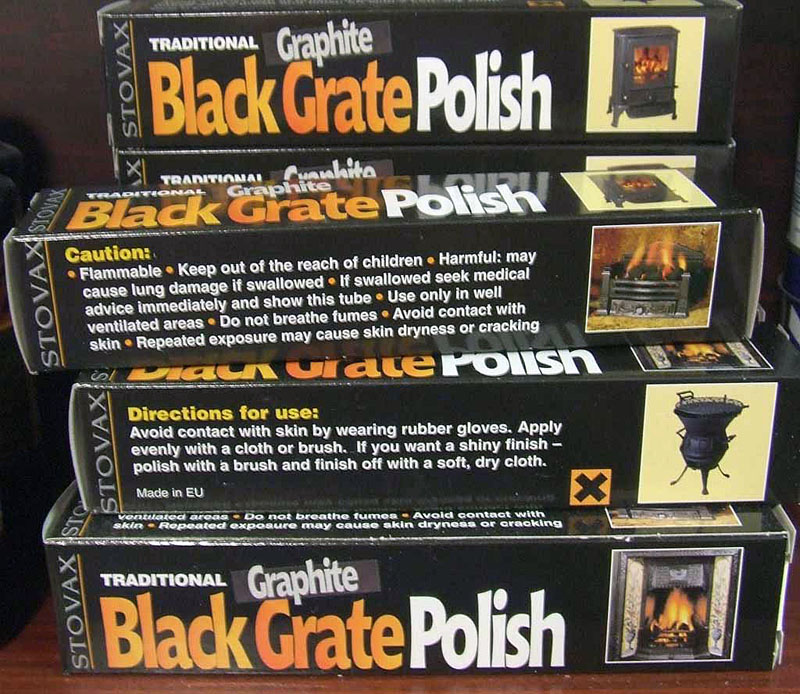 STOVAX
TRADITIONAL Graphite
Black Grate Polish
TRADITIONAL Graphite
STOVAX
TRADITIONAL Graphite
Black Grate Polish
STOVAX
Caution:
• Flammable • Keep out of the reach of children • Harmful: may
cause lung damage if swallowed • If swallowed seek medical
advice immediately and show this tube • Use only in well
ventilated areas • Do not breathe fumes • Avoid contact with
skin • Repeated exposure may cause skin dryness or cracking
Black Grate Polish
STOVAX
Directions for use:
Avoid contact with skin by wearing rubber gloves. Apply
evenly with a cloth or brush. If you want a shiny finish –
polish with a brush and finish off with a soft, dry cloth.
Made in EU
ventilated areas • Do not breathe fumes • Avoid contact with
skin • Repeated exposure may cause skin dryness or cracking
STOVAX
TRADITIONAL Graphite
Black Grate Polish